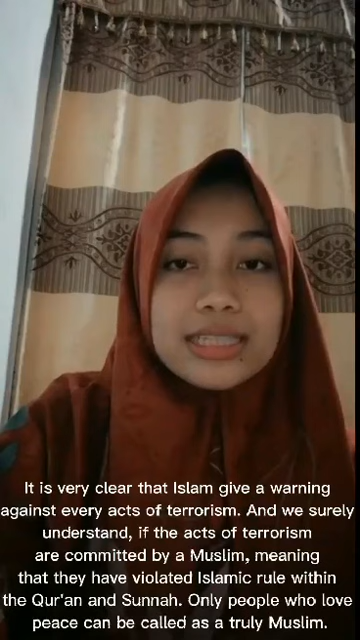 It is very clear that Islam give a warning
against every acts of terrorism. And we surely
understand, if the acts of terrorism
are committed by a Muslim, meaning
that they have violated Islamic rule within
the Qur'an and Sunnah. Only people who love
peace can be called as a truly Muslim.